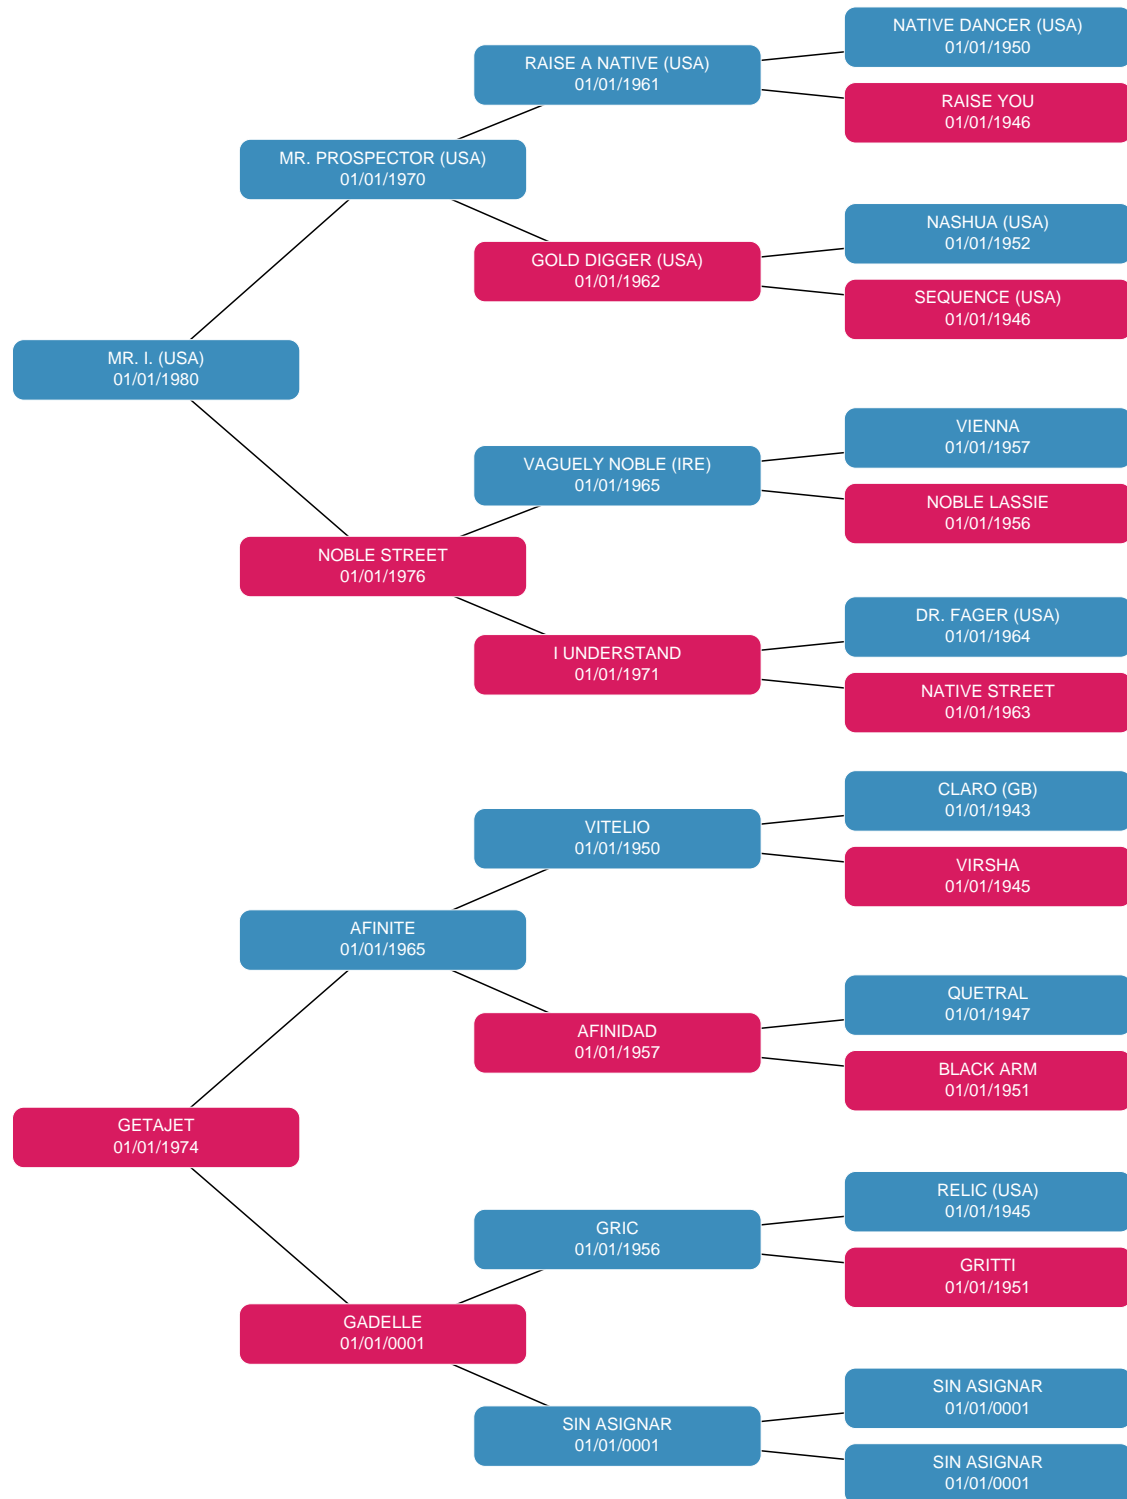 NATIVE DANCER (USA)
01/01/1950
RAISE A NATIVE (USA)
01/01/1961
RAISE YOU
01/01/1946
MR. PROSPECTOR (USA)
01/01/1970
NASHUA (USA)
01/01/1952
GOLD DIGGER (USA)
01/01/1962
SEQUENCE (USA)
01/01/1946
MR. I. (USA)
01/01/1980
VIENNA
01/01/1957
VAGUELY NOBLE (IRE)
01/01/1965
NOBLE LASSIE
01/01/1956
NOBLE STREET
01/01/1976
DR. FAGER (USA)
01/01/1964
I UNDERSTAND
01/01/1971
NATIVE STREET
01/01/1963
CLARO (GB)
01/01/1943
VITELIO
01/01/1950
VIRSHA
01/01/1945
AFINITE
01/01/1965
QUETRAL
01/01/1947
AFINIDAD
01/01/1957
BLACK ARM
01/01/1951
GETAJET
01/01/1974
RELIC (USA)
01/01/1945
GRIC
01/01/1956
GRITTI
01/01/1951
GADELLE
01/01/0001
SIN ASIGNAR
01/01/0001
SIN ASIGNAR
01/01/0001
SIN ASIGNAR
01/01/0001